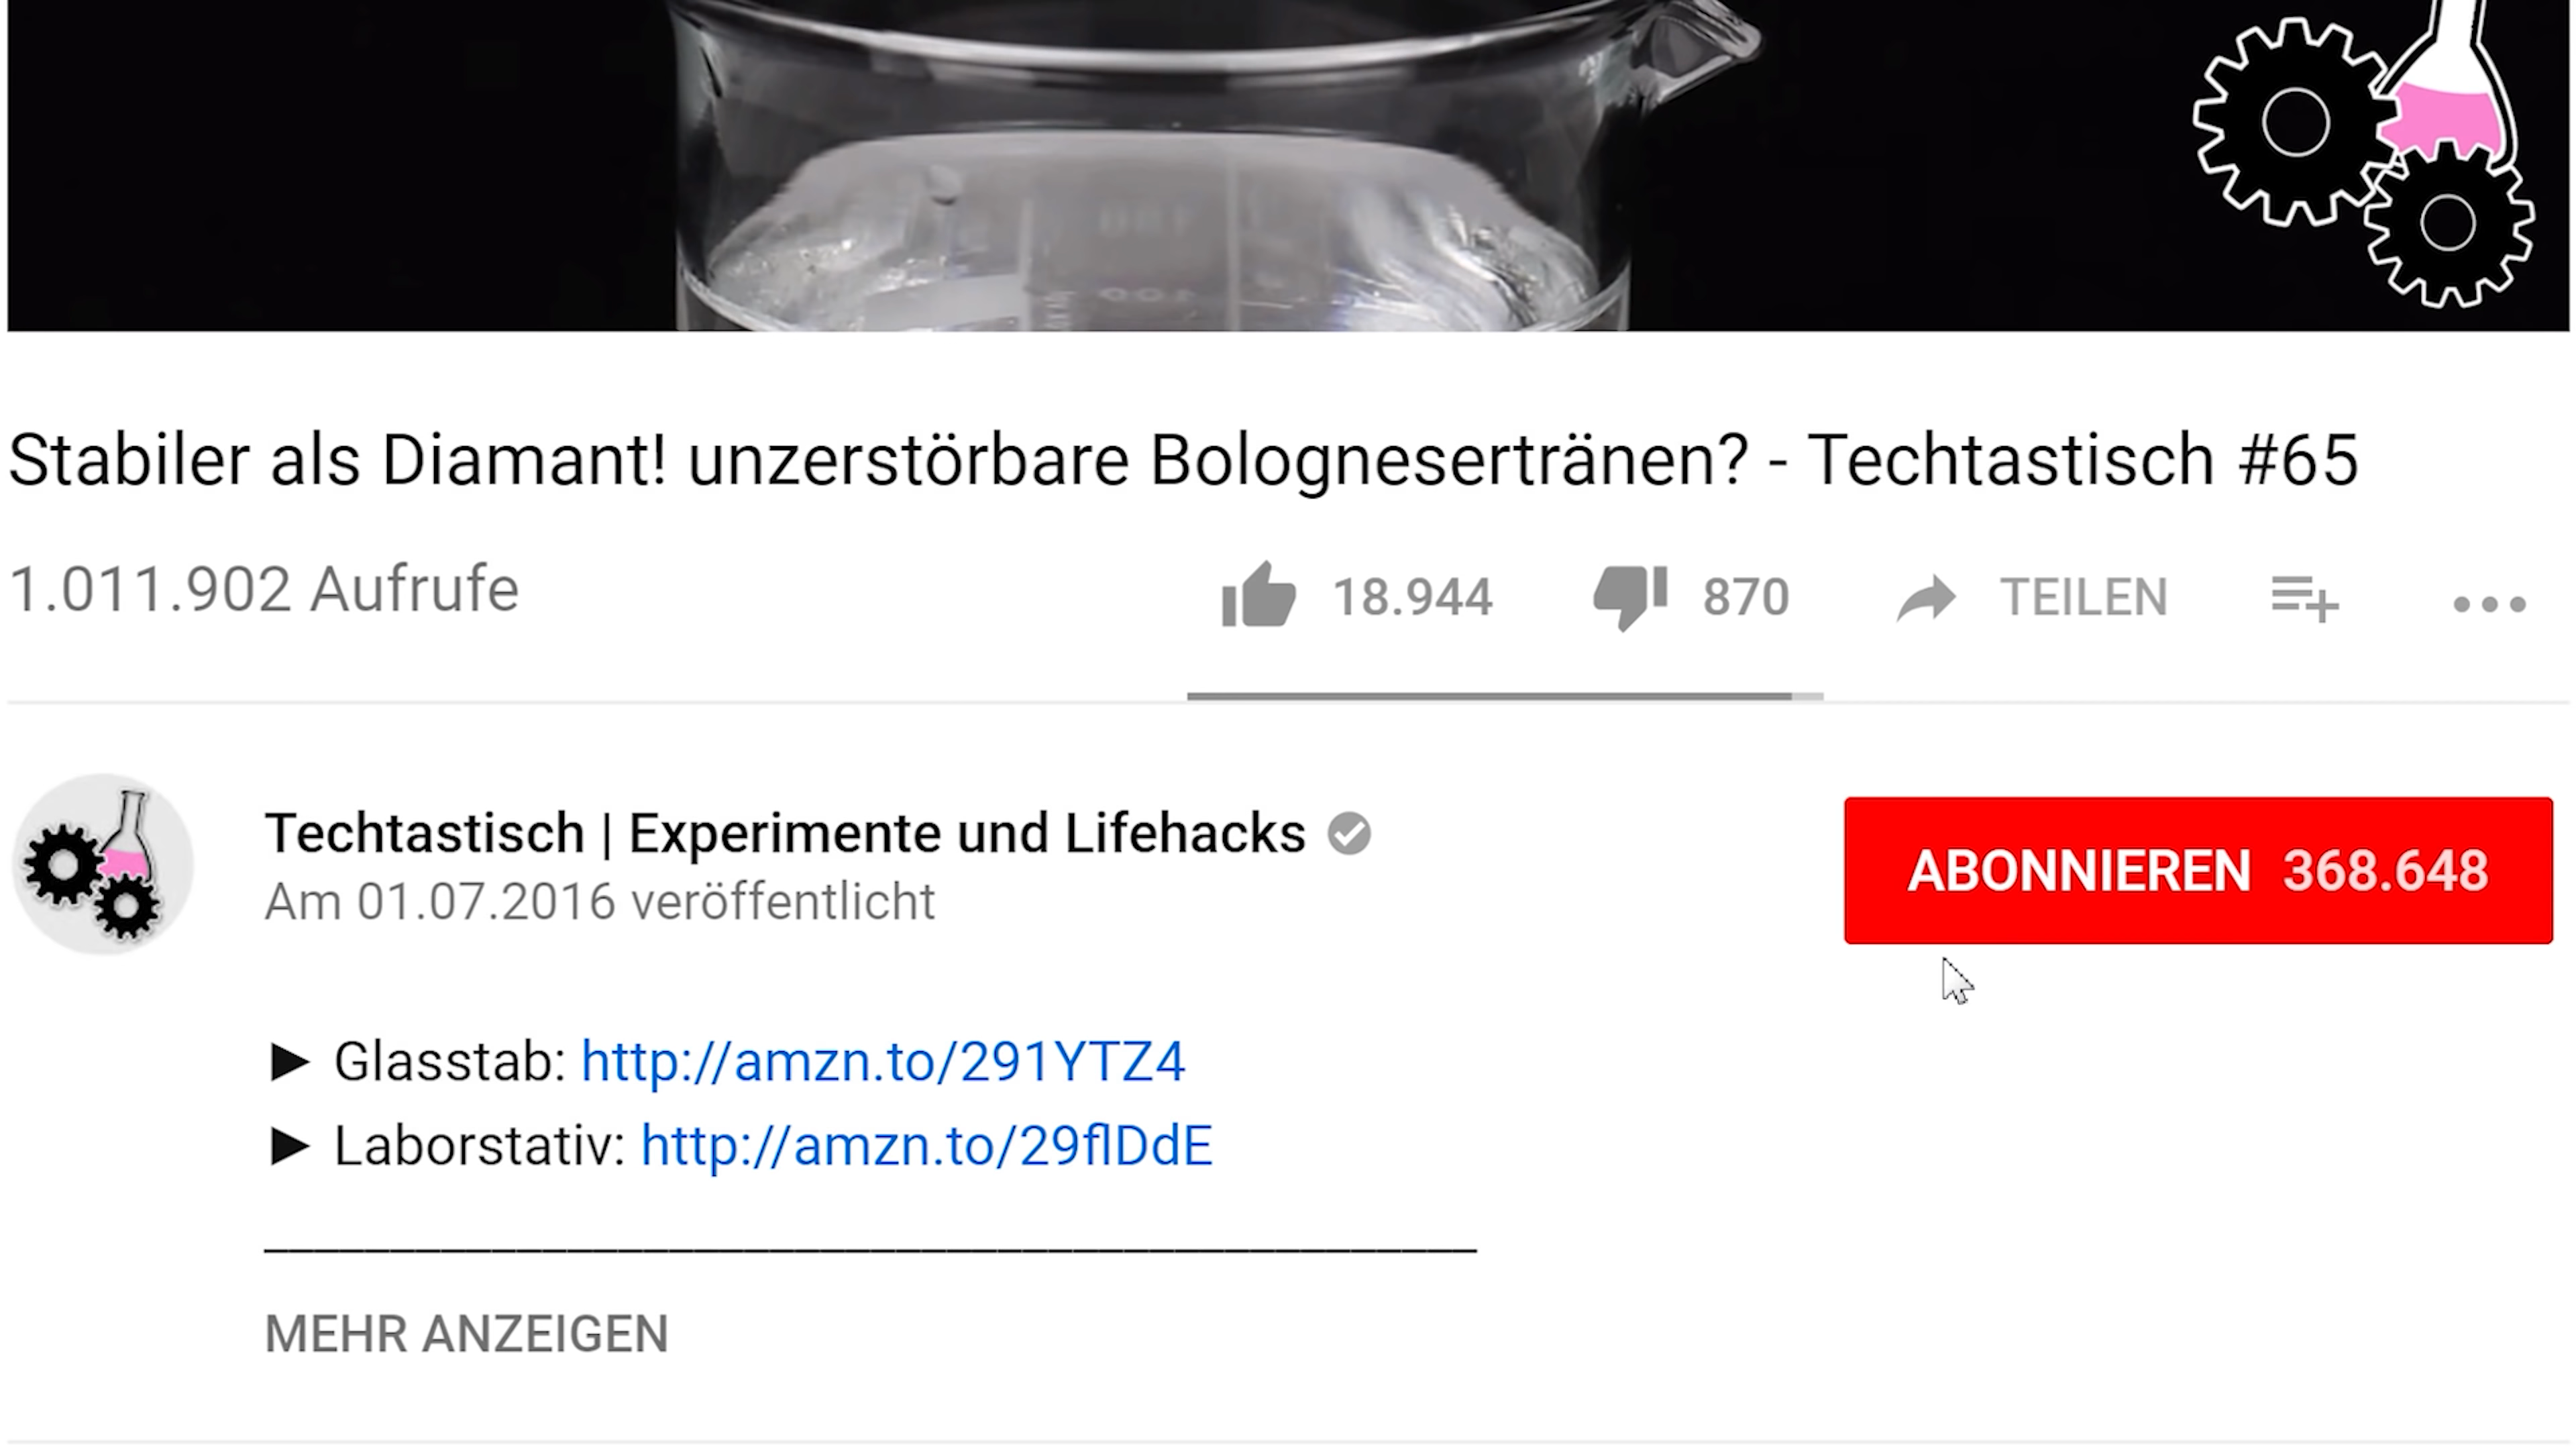 Stabiler als Diamant! unzerstörbare Bolognesertränen? - Techtastisch #65
1.011.902 Aufrufe
18.944 870 TEILEN
Techtastisch | Experimente und Lifehacks
Am 01.07.2016 veröffentlicht
ABONNIEREN 368.648
► Glasstab: http://amzn.to/291YTZ4
► Laborstativ: http://amzn.to/29flDdE
MEHR ANZEIGEN